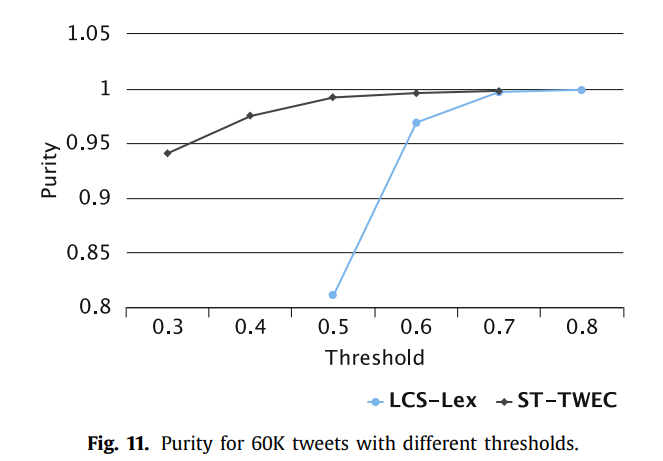 1.05
1
0.95
0.9
0.85
0.8
Purity
0.3 0.4 0.5 0.6 0.7 0.8
Threshold
LCS−Lex ST−TWEC
Fig. 11. Purity for 60K tweets with different thresholds.